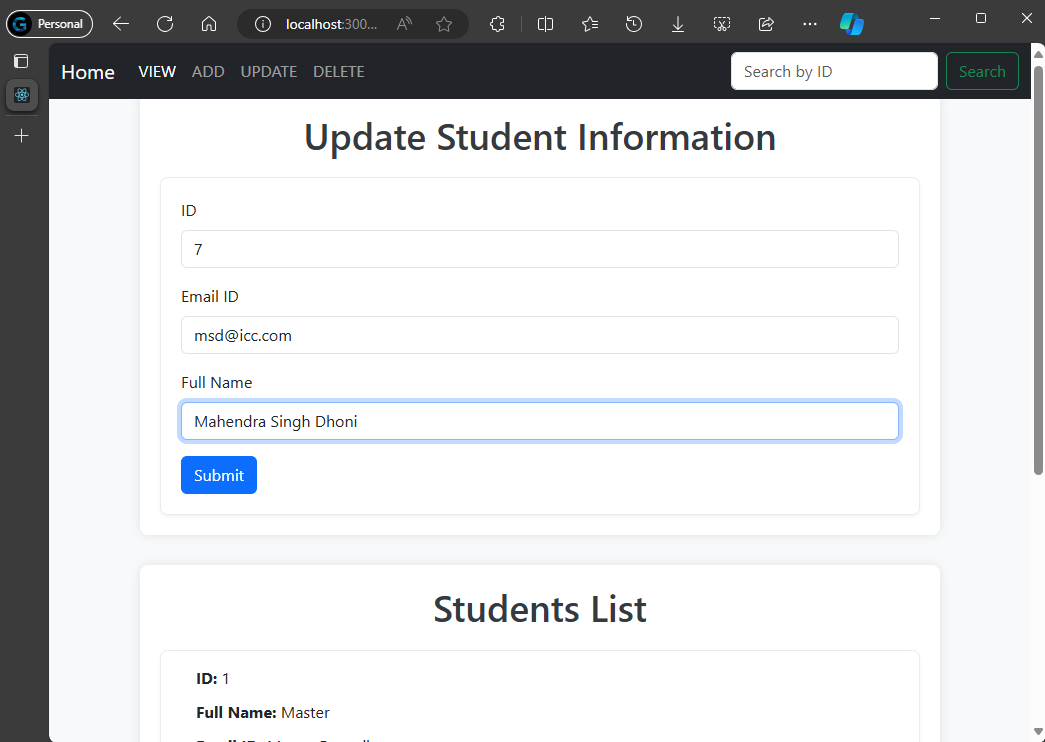 Personal
localhost:300...
Home VIEW ADD UPDATE DELETE Search by ID Search
Update Student Information
ID
7
Email ID
msd@icc.com
Full Name
Mahendra Singh Dhoni
Submit
Students List
ID: 1
Full Name: Master